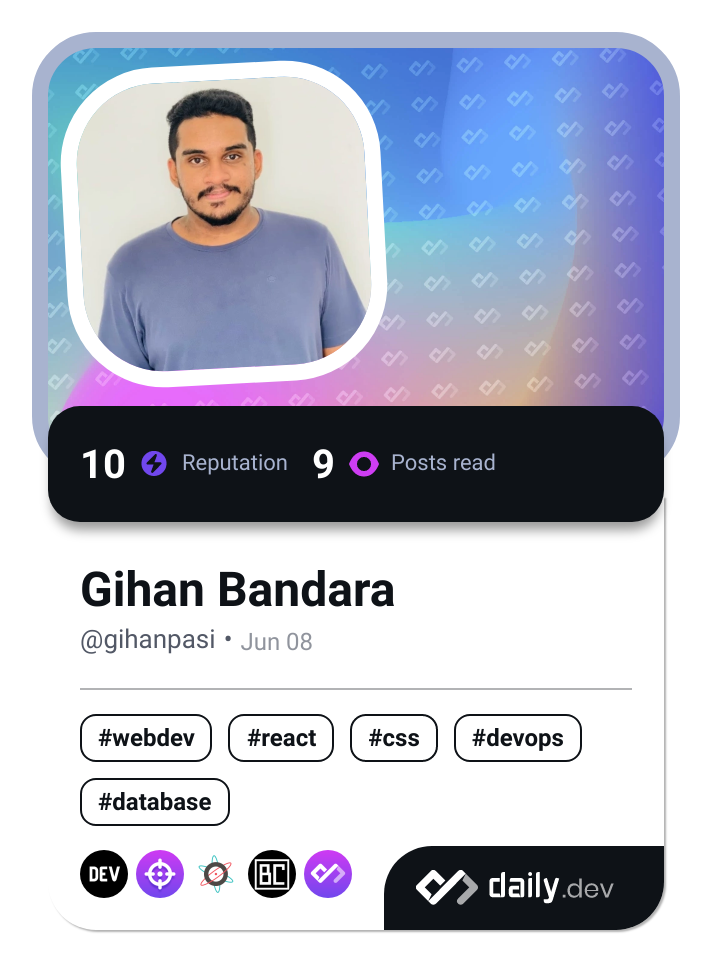 10 Reputation 9 Posts read
Gihan Bandara
@gihanpasi • Jun 08
#webdev #react #css #devops
#database
DEV BC daily.dev